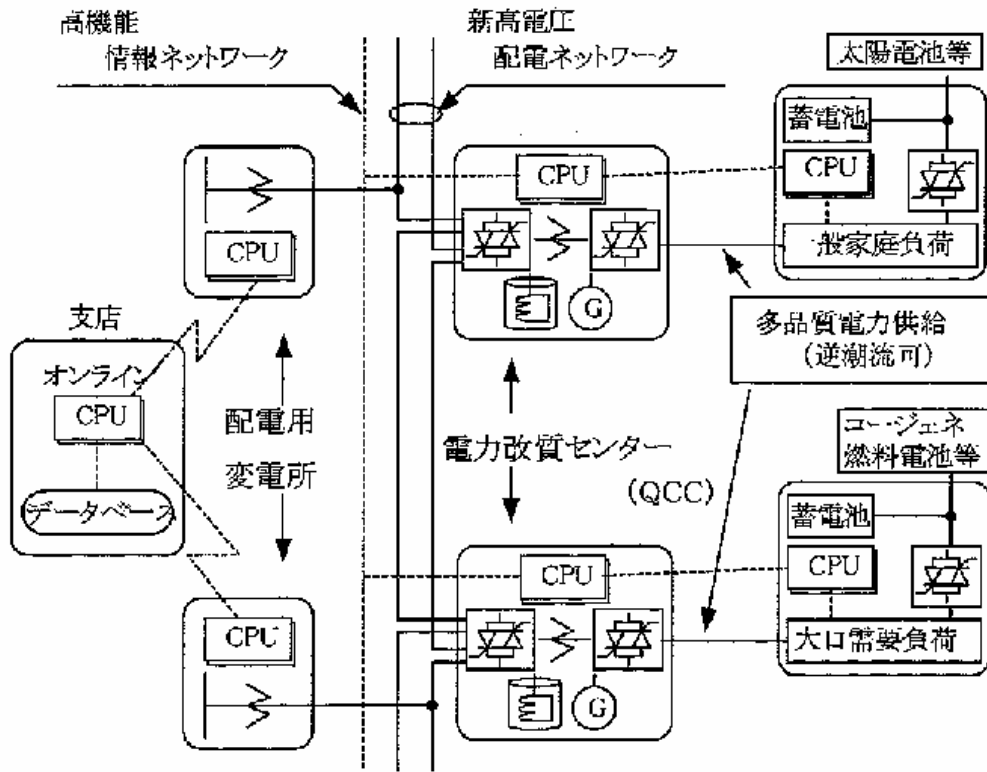 高機能
情報ネットワーク
新高電圧
配電ネットワーク
太陽電池等
蓄電池
CPU
一般家庭負荷
CPU
G
CPU
支店
オンライン
CPU
データベース
配電用
変電所
電力改質センター
(QCC)
多品質電力供給
(逆潮流可)
コージェネ
燃料電池等
蓄電池
CPU
大口需要負荷
CPU
G
CPU